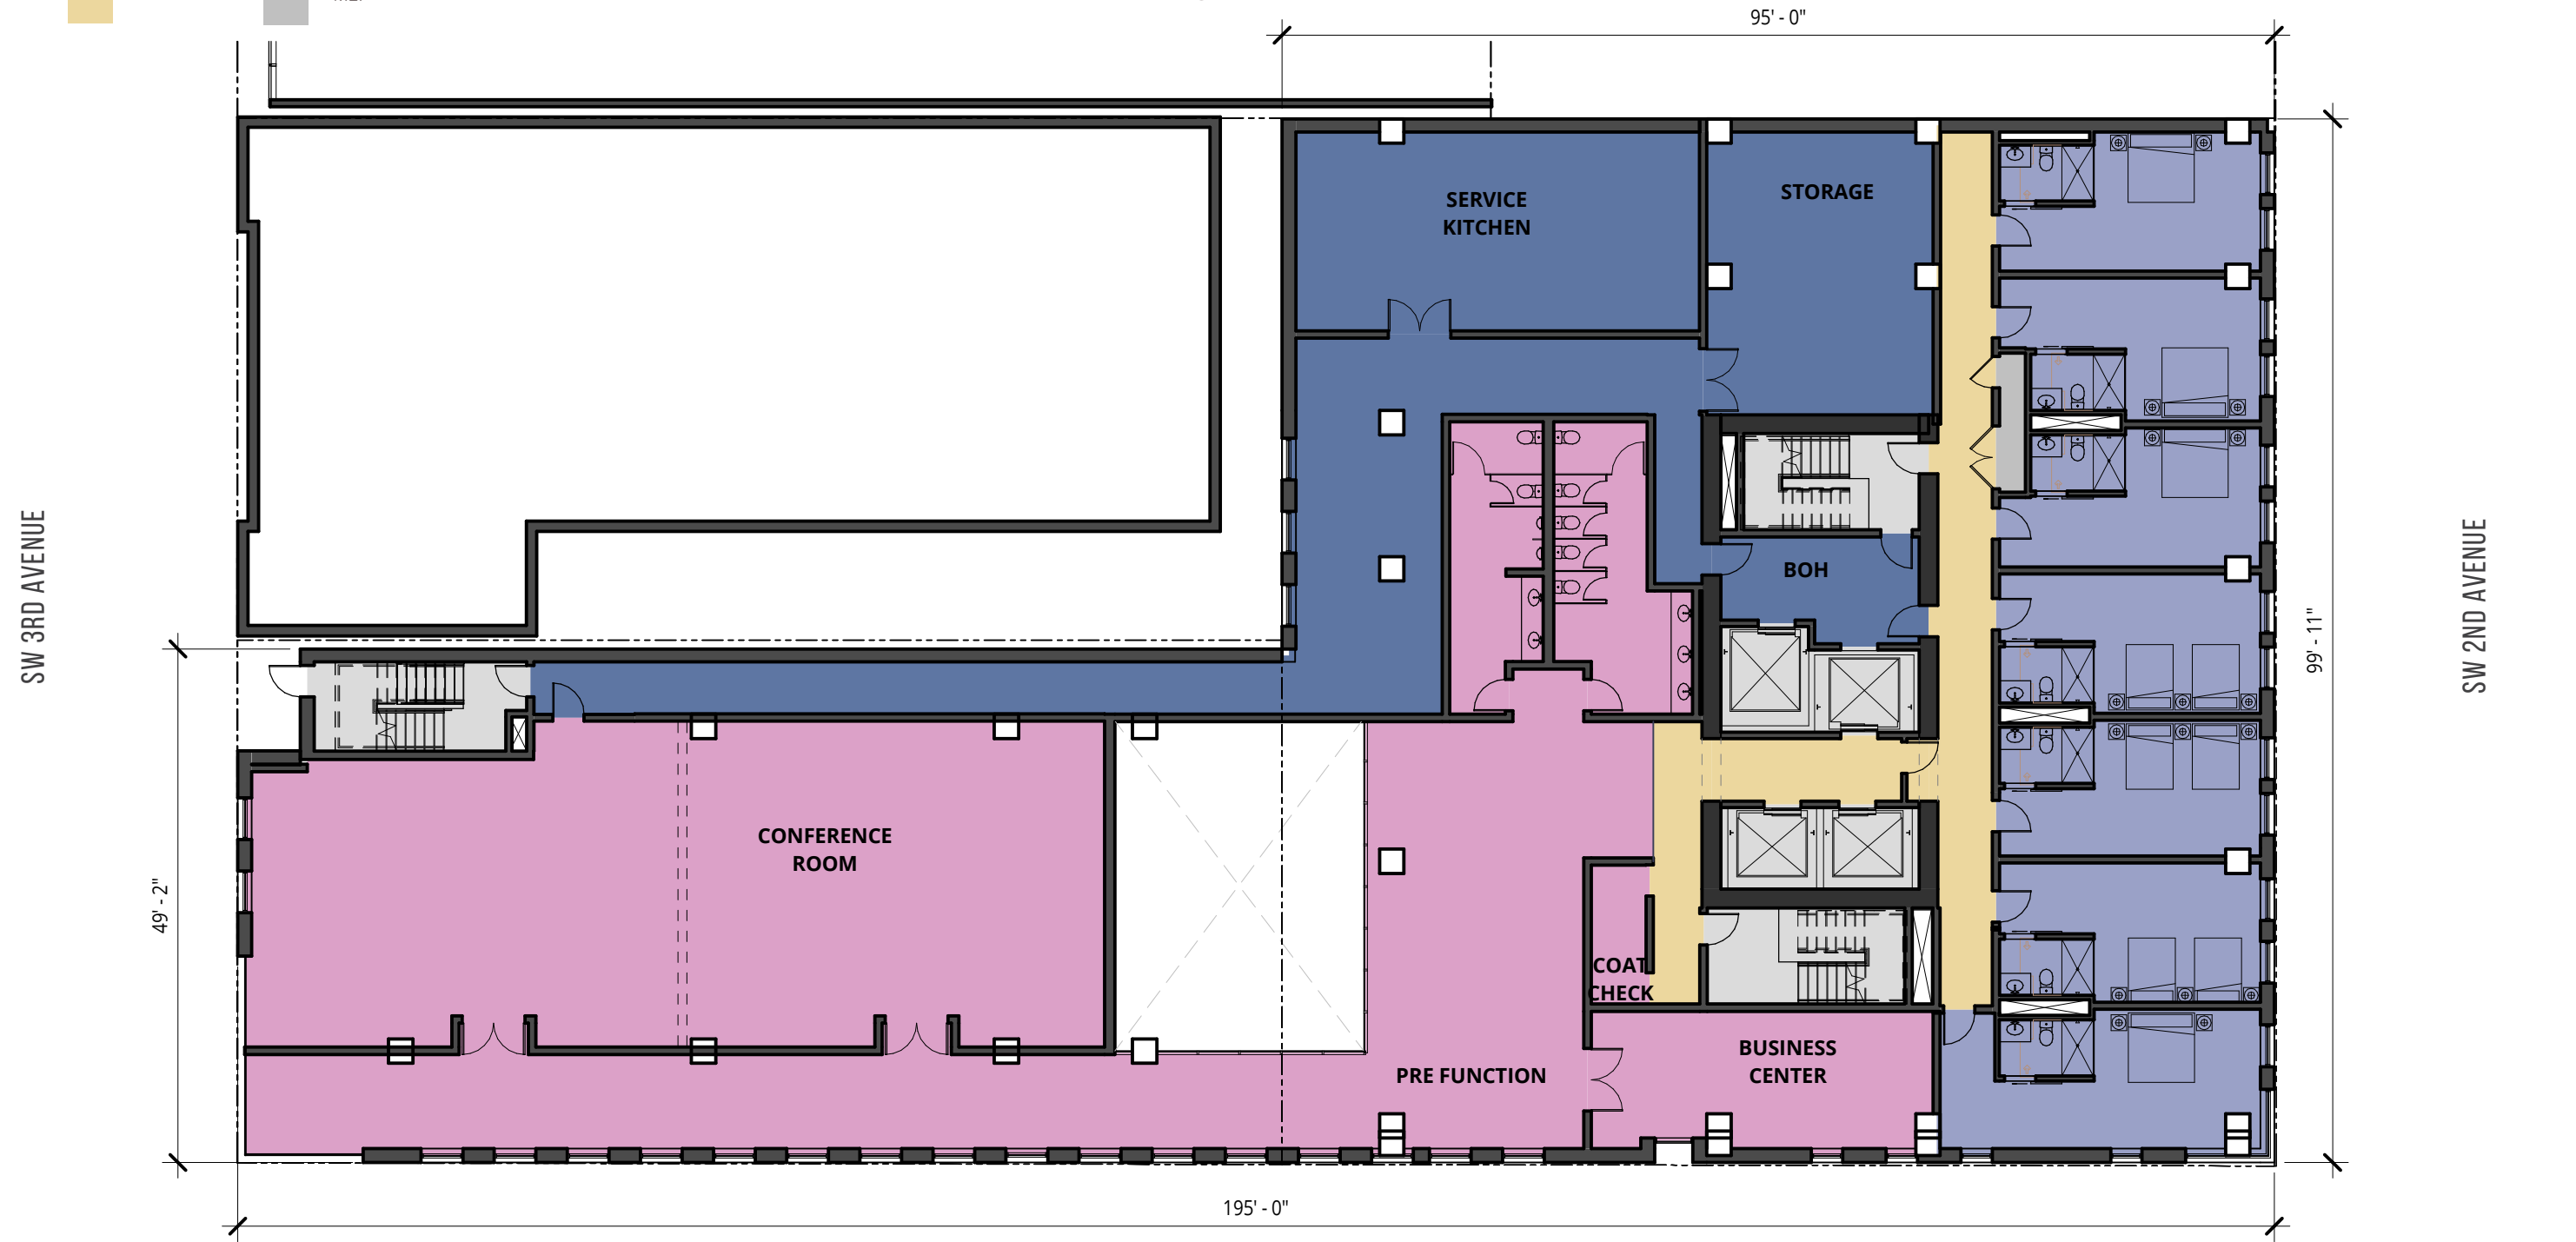 95' - 0"
SERVICE
KITCHEN
STORAGE
SW 3RD AVENUE
SW 2ND AVENUE
BOH
99' - 11"
CONFERENCE
ROOM
49' - 2"
COAT
CHECK
BUSINESS
CENTER
PRE FUNCTION
195' - 0"